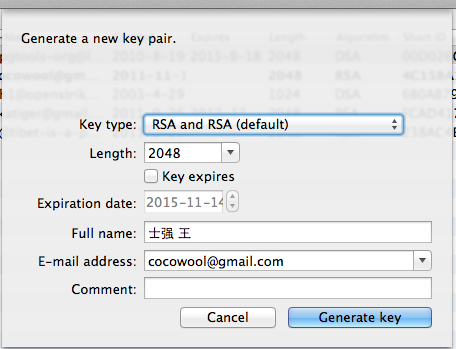 Generate a new key pair.
Key type: RSA and RSA (default)
Length: 2048
Key expires
Expiration date: 2015-11-14
Full name: 士强 王
E-mail address: cocowool@gmail.com
Comment:
Cancel Generate key